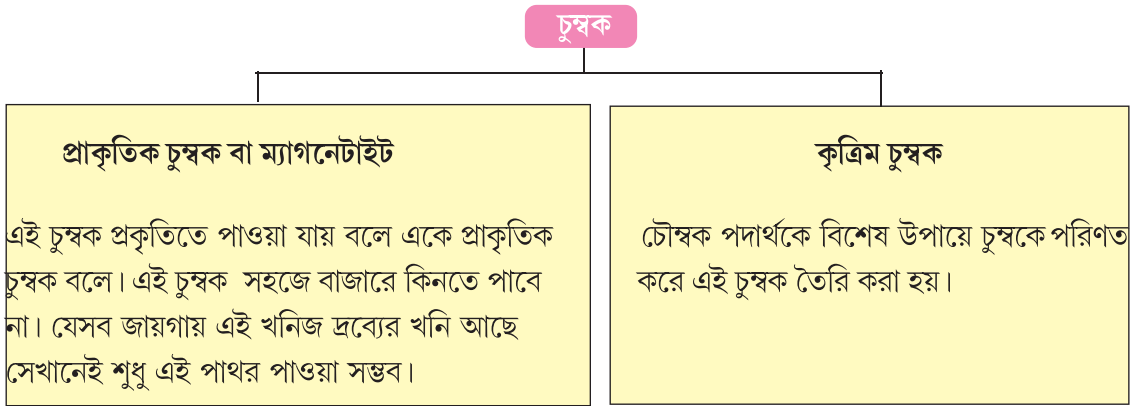 চুম্বক
প্রাকৃতিক চুম্বক বা ম্যাগনেটাইট
এই চুম্বক প্রকৃতিতে পাওয়া যায় বলে একে প্রাকৃতিক
চুম্বক বলে। এই চুম্বক সহজে বাজারে কিনতে পাবে
না। যেসব জায়গায় এই খনিজ দ্রব্যের খনি আছে
সেখানেই শুধু এই পাথর পাওয়া সম্ভব।
কৃত্রিম চুম্বক
চৌম্বক পদার্থকে বিশেষ উপায়ে চুম্বকে পরিণত
করে এই চুম্বক তৈরি করা হয়।